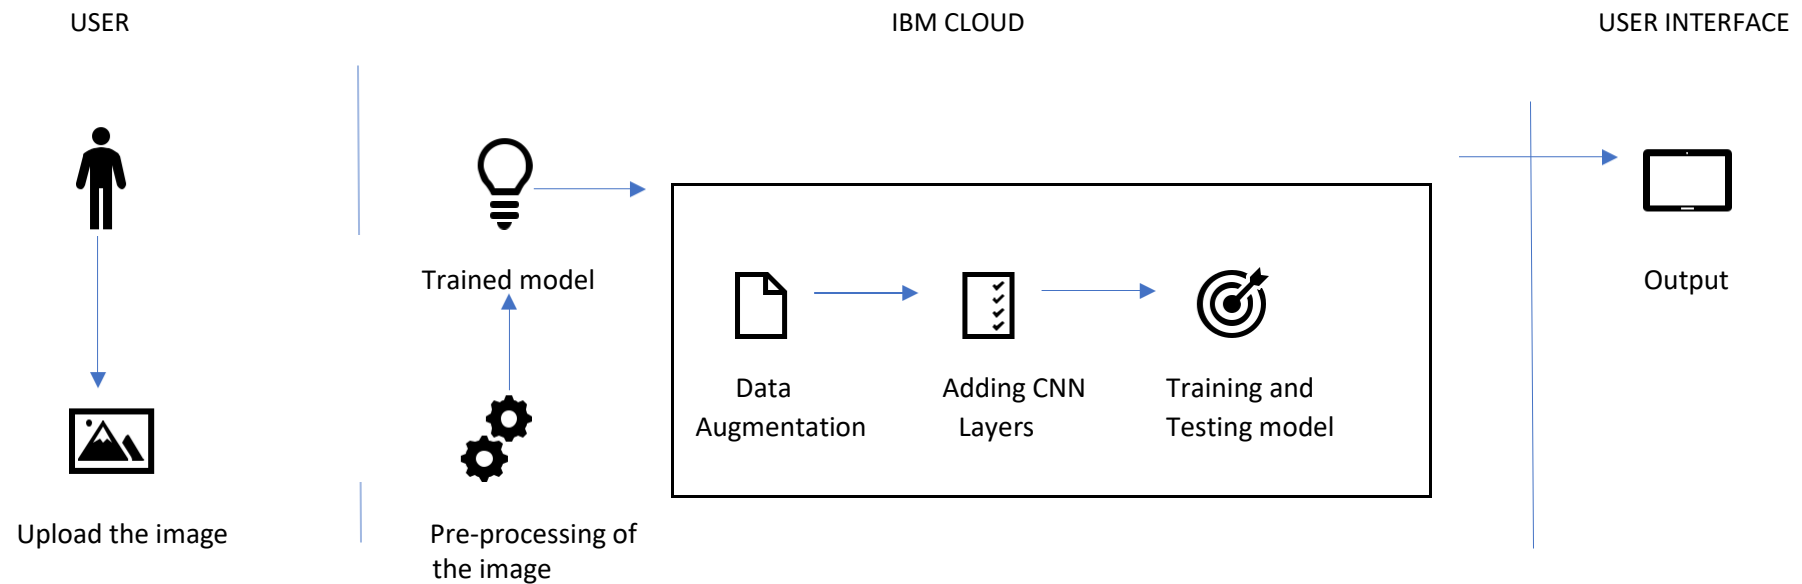 USER
IBM CLOUD
USER INTERFACE
Trained model
Output
Data
Augmentation
Adding CNN
Layers
Training and
Testing model
Upload the image
Pre-processing of
the image